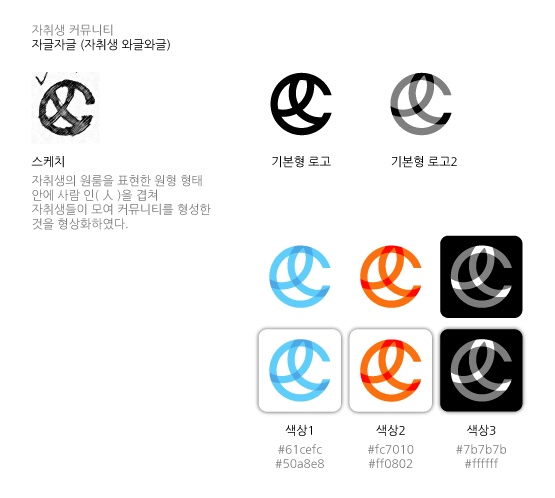 자취생 커뮤니티
자글자글 (자취생 와글와글)
스케치
자취생의 원룸을 표현한 원형 형태
안에 사람 인( 人 )을 겹쳐
자취생들이 모여 커뮤니티를 형성한
것을 형상화하였다.
기본형 로고
기본형 로고2
색상1
#61cefc
#50a8e8
색상2
#fc7010
#ff0802
색상3
#7b7b7b
#ffffff